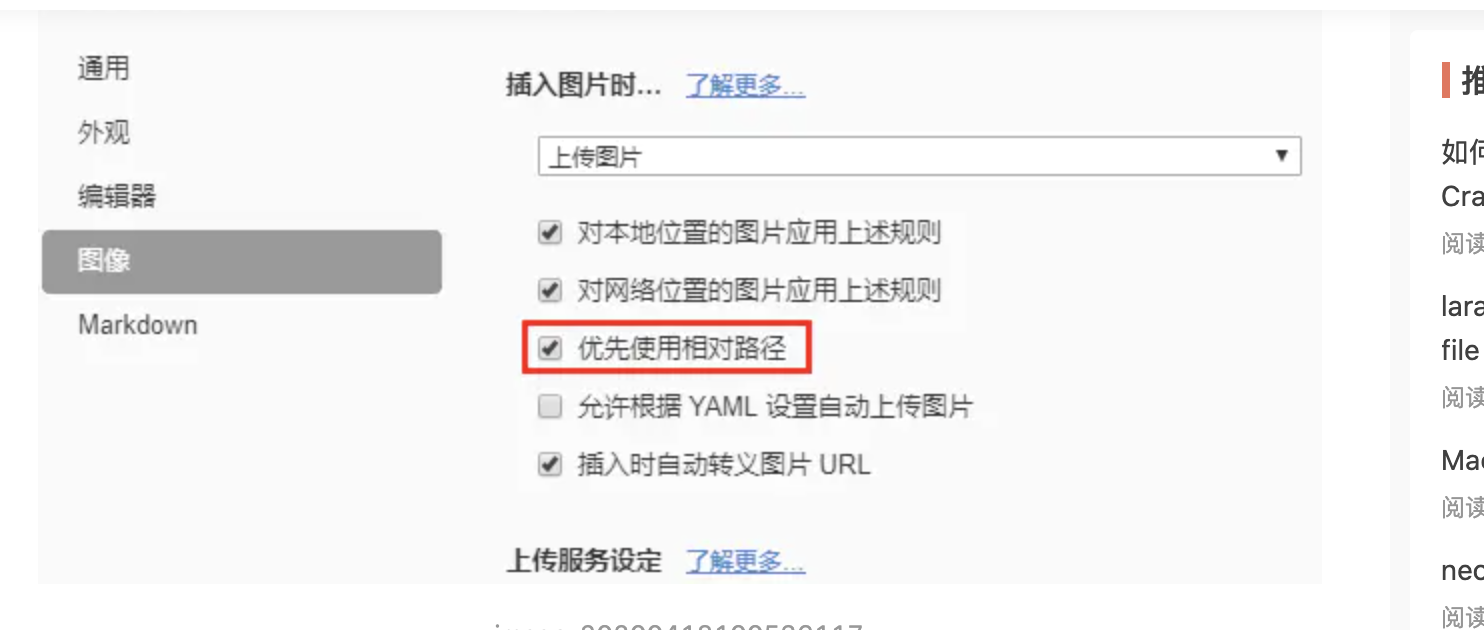 通用
外观
编辑器
图像
Markdown
插入图片时... 了解更多...
上传图片
对本地位置的图片应用上述规则
对网络位置的图片应用上述规则
优先使用相对路径
允许根据 YAML 设置自动上传图片
插入时自动转义图片 URL
上传服务设定 了解更多...
推
如何
Cra
阅读
lara
file
阅读
Mac
阅读
nec
阅读